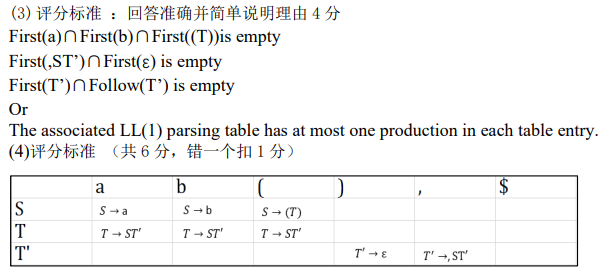 (3) 评分标准 ：回答准确并简单说明理由 4 分
First(a)∩First(b)∩First((T))is empty
First(,ST’)∩First(ε) is empty
First(T’)∩Follow(T’) is empty
Or
The associated LL(1) parsing table has at most one production in each table entry.
(4)评分标准 （共 6 分，错一个扣 1 分）
a b ( ) , $
S S→a S→b S→(T)
T T→ST′ T→ST′ T→ST′
T' T′→ε T′→,ST′